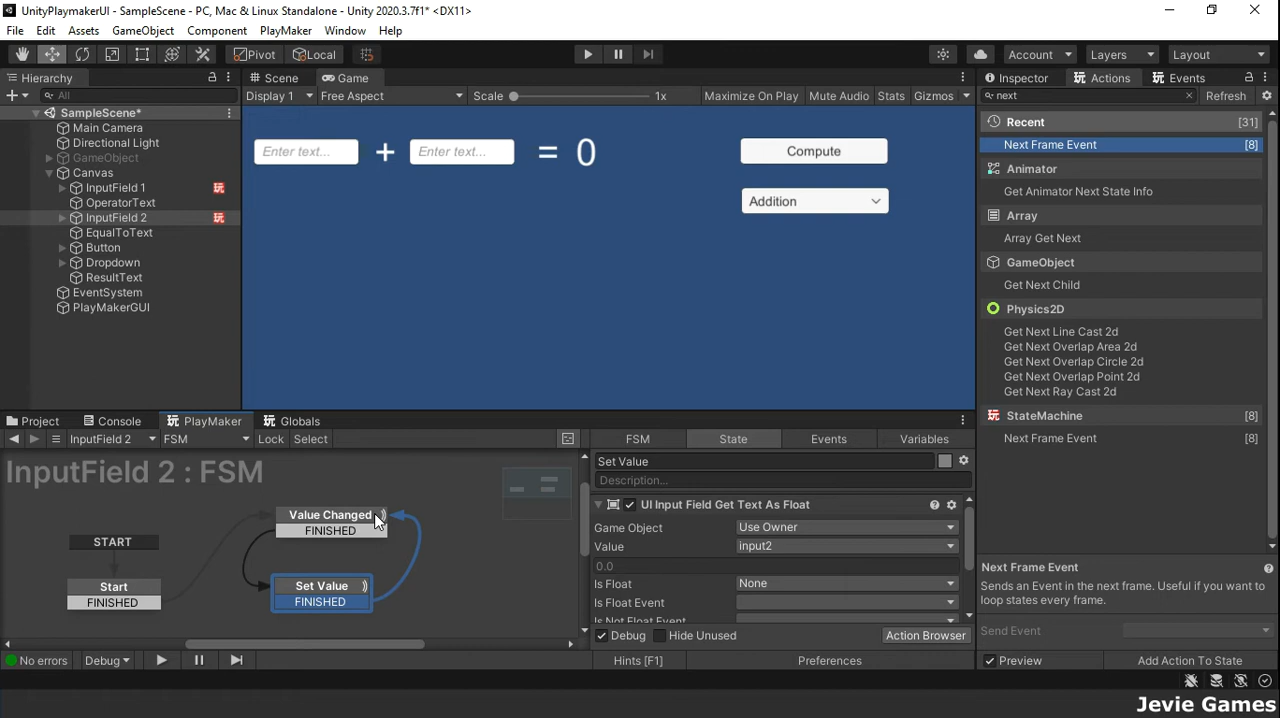 UnityPlaymakerUI - SampleScene - PC, Mac & Linux Standalone - Unity 2020.3.7f1* <DX11>
File Edit Assets GameObject Component PlayMaker Window Help
Pivot Local Account Layers Layout
Hierarchy
All
SampleScene*
Main Camera
Directional Light
GameObject
Canvas
InputField 1
OperatorText
InputField 2
EqualToText
Button
Dropdown
ResultText
EventSystem
PlayMakerGUI
Scene Game
Display 1 Free Aspect Scale 1x Maximize On Play Mute Audio Stats Gizmos
Enter text... + Enter text... = 0 Compute
Addition
Inspector Actions Events
next Refresh
Recent [31]
Next Frame Event [8]
Animator
Get Animator Next State Info
Array
Array Get Next
GameObject
Get Next Child
Physics2D
Get Next Line Cast 2d
Get Next Overlap Area 2d
Get Next Overlap Circle 2d
Get Next Overlap Point 2d
Get Next Ray Cast 2d
StateMachine [8]
Next Frame Event [8]
Next Frame Event
Sends an Event in the next frame. Useful if you want to
loop states every frame.
Send Event
Preview Add Action To State
Project Console PlayMaker Globals
InputField 2 FSM Lock Select
InputField 2 : FSM
START
Start
FINISHED
Value Changed
FINISHED
Set Value
FINISHED
FSM State Events Variables
Set Value
Description...
UI Input Field Get Text As Float
Game Object Use Owner
Value input2
0.0
Is Float None
Is Float Event
Is Not Float Event
Debug Hide Unused Action Browser
No errors Debug Hints [F1] Preferences
Jevie Games